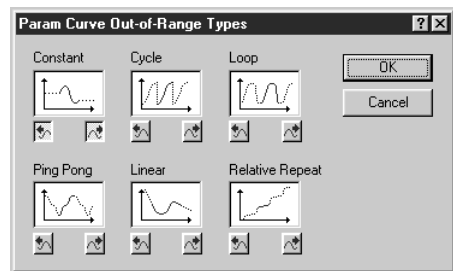 Param Curve Out-of-Range Types
Constant Cycle Loop
OK
Cancel
Ping Pong Linear Relative Repeat